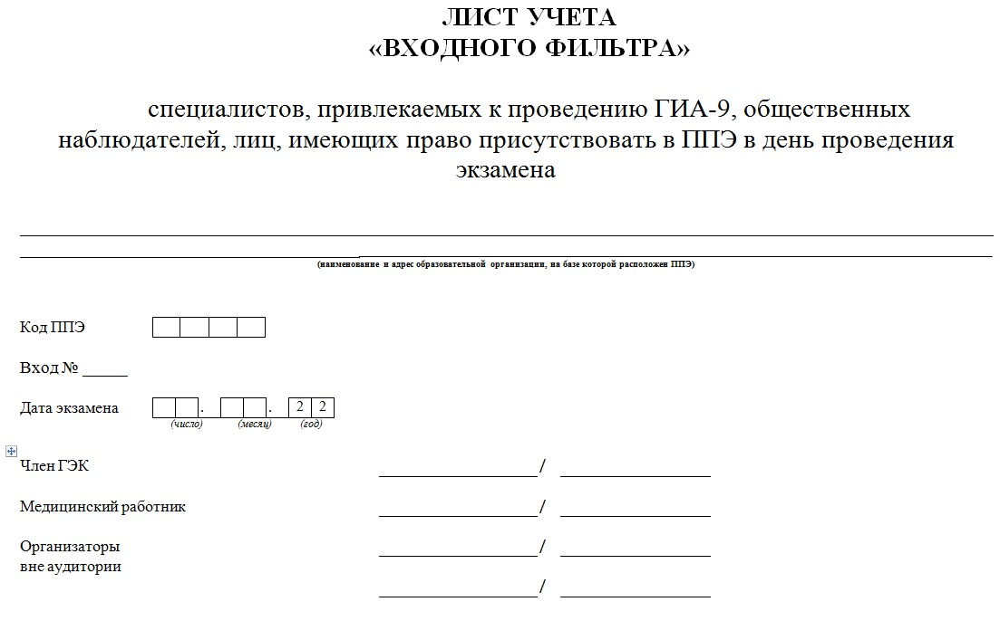 ЛИСТ УЧЕТА
«ВХОДНОГО ФИЛЬТРА»
специалистов, привлекаемых к проведению ГИА-9, общественных
наблюдателей, лиц, имеющих право присутствовать в ППЭ в день проведения
экзамена
(наименование и адрес образовательной организации, на базе которой расположен ППЭ)
Код ППЭ
Вход № ______
Дата экзамена . . 2 2
(число) (месяц) (год)
Член ГЭК /
Медицинский работник /
Организаторы /
вне аудитории
/